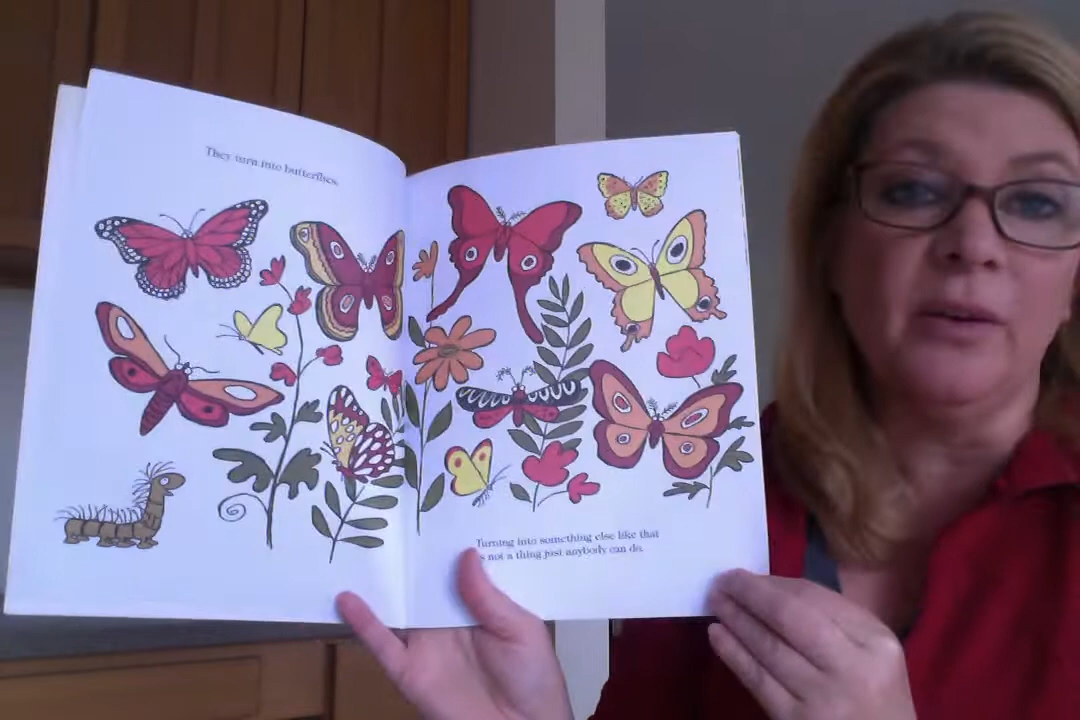 They turn into butterflies.
Turning into something else like that
is not a thing just anybody can do.